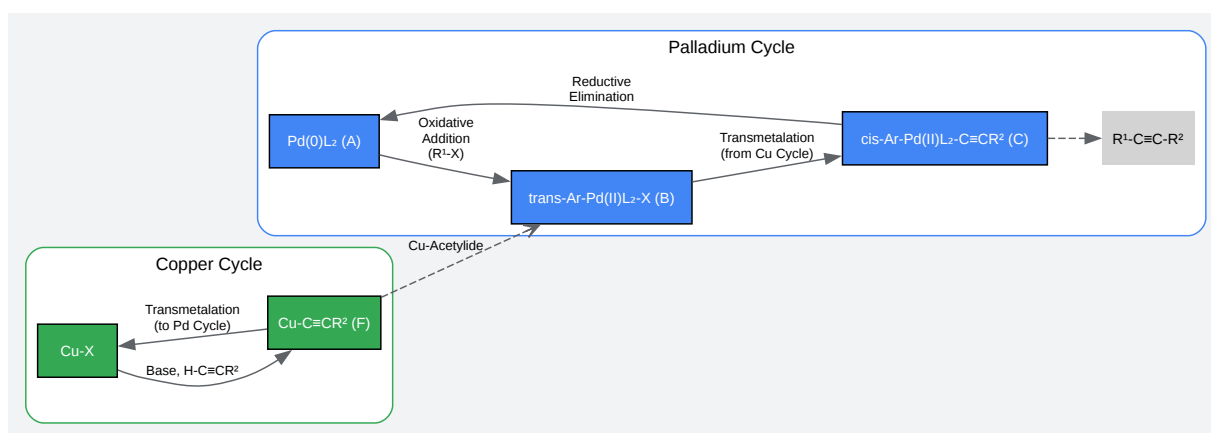 Palladium Cycle
Reductive
Elimination
Pd(0)L₂ (A)
Oxidative
Addition
(R¹-X)
trans-Ar-Pd(II)L₂-X (B)
Transmetalation
(from Cu Cycle)
cis-Ar-Pd(II)L₂-C≡CR² (C)
R¹-C≡C-R²
Cu-Acetylide
Copper Cycle
Transmetalation
(to Pd Cycle)
Cu-C≡CR² (F)
Cu-X
Base, H-C≡CR²